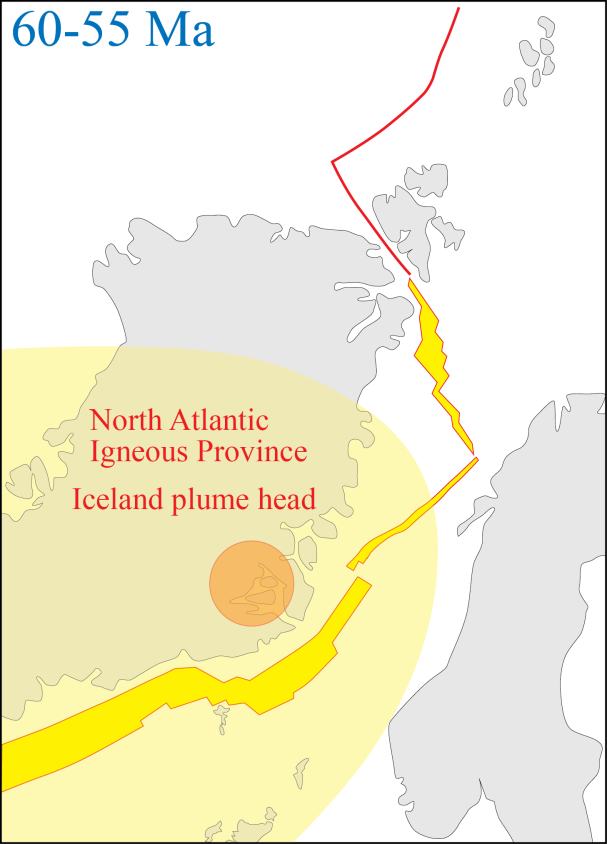 60-55 Ma
North Atlantic
Igneous Province
Iceland plume head